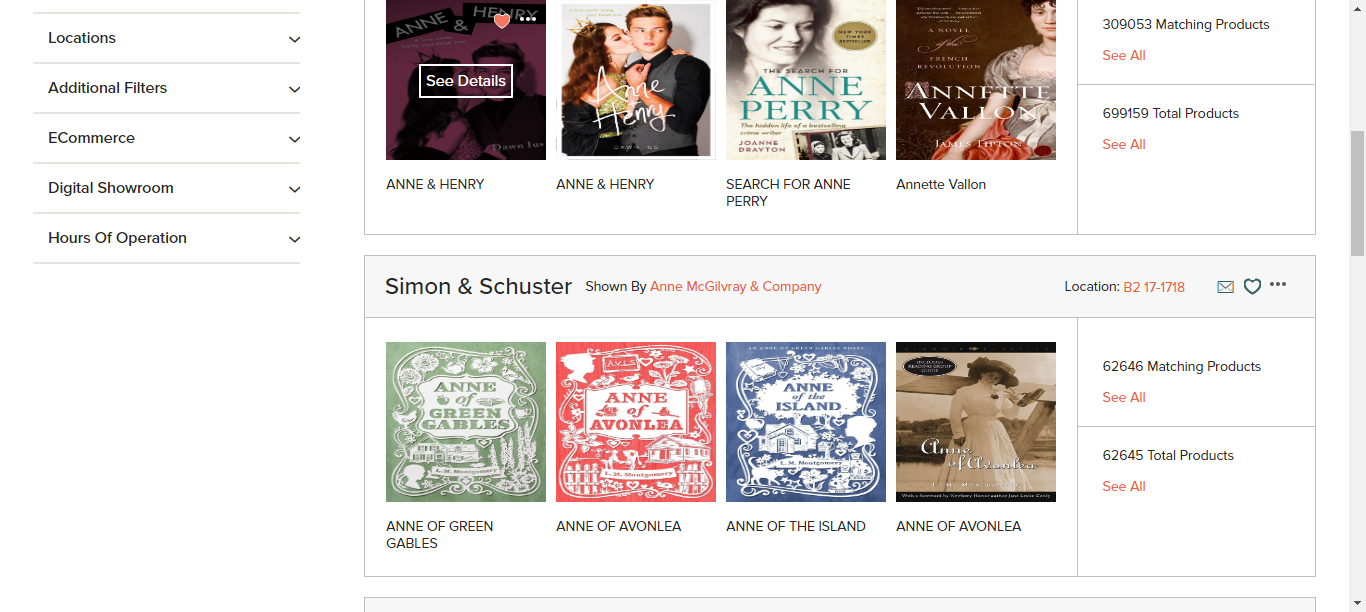 Locations
Additional Filters
ECommerce
Digital Showroom
Hours Of Operation
ANNE & HENRY
See Details
Dawn Ius
ANNE & HENRY
Anne
Henry
DAWN IUS
ANNE & HENRY
NEW YORK TIMES BESTSELLER
THE SEARCH FOR
ANNE
PERRY
The hidden life of a bestselling
crime writer
JOANNE
DRAYTON
SEARCH FOR ANNE
PERRY
A NOVEL
of the
FRENCH
REVOLUTION
ANNETTE
VALLON
JAMES TIPTON
Annette Vallon
309053 Matching Products
See All
699159 Total Products
See All
Simon & Schuster Shown By Anne McGilvray & Company
Location: B2 17-1718
ANNE
of
GREEN
GABLES
L. M. Montgomery
ANNE OF GREEN
GABLES
A.V.I.S
ANNE
of
AVONLEA
L. M. Montgomery
ANNE OF AVONLEA
AN ANNE OF GREEN GABLES NOVEL
ANNE
of the
ISLAND
L. M. Montgomery
ANNE OF THE ISLAND
INCLUDES
READING GROUP
GUIDE
Anne
of Avonlea
ANNE OF AVONLEA
62646 Matching Products
See All
62645 Total Products
See All